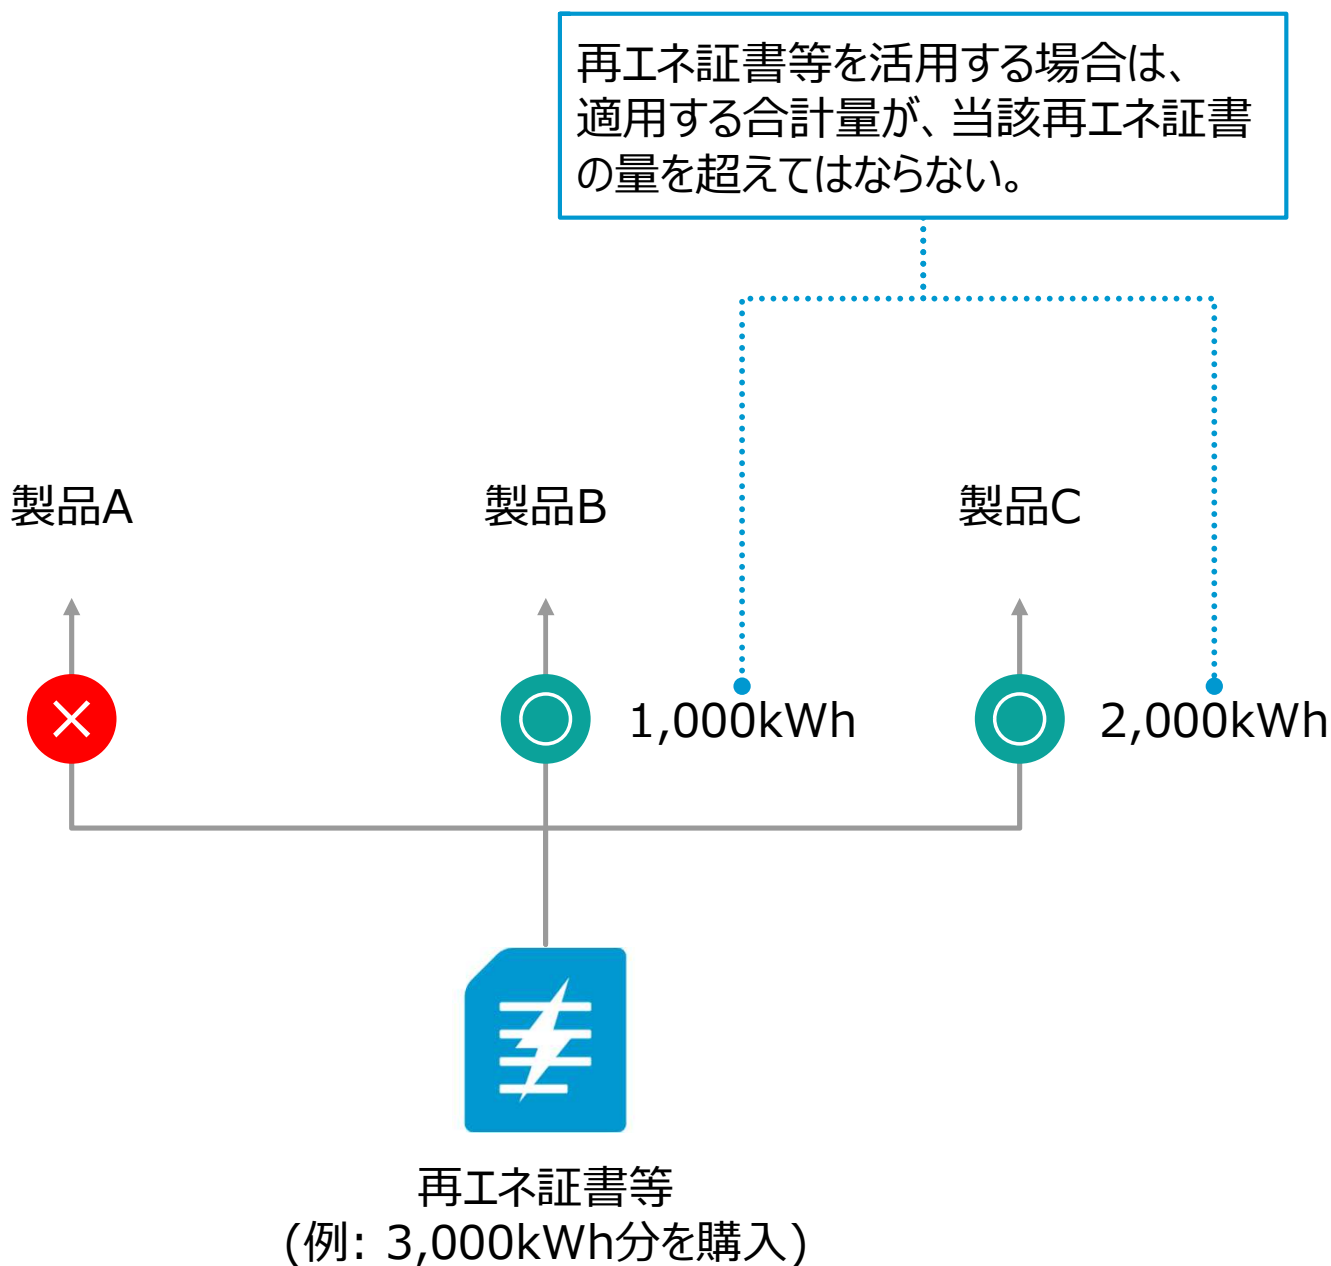 再エネ証書等を活用する場合は、
適用する合計量が、当該再エネ証書
の量を超えてはならない。
製品A
製品B
製品C
1,000kWh
2,000kWh
再エネ証書等
(例: 3,000kWh分を購入)